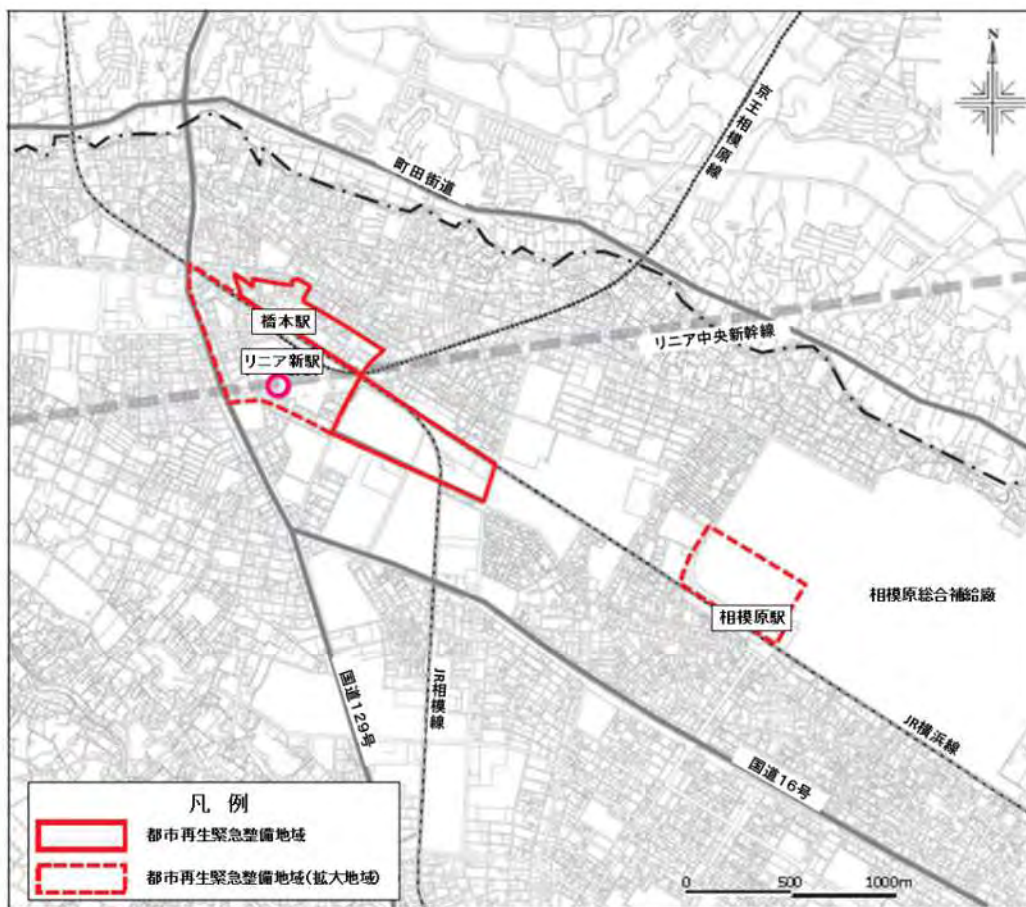 N
京王相模原線
町田街道
橋本駅
リニア中央新幹線
リニア新駅
相模原総合補給廠
相模原駅
国道129号
JR相模線
JR横浜線
国道16号
凡 例
都市再生緊急整備地域
都市再生緊急整備地域(拡大地域)
0 500 1000m